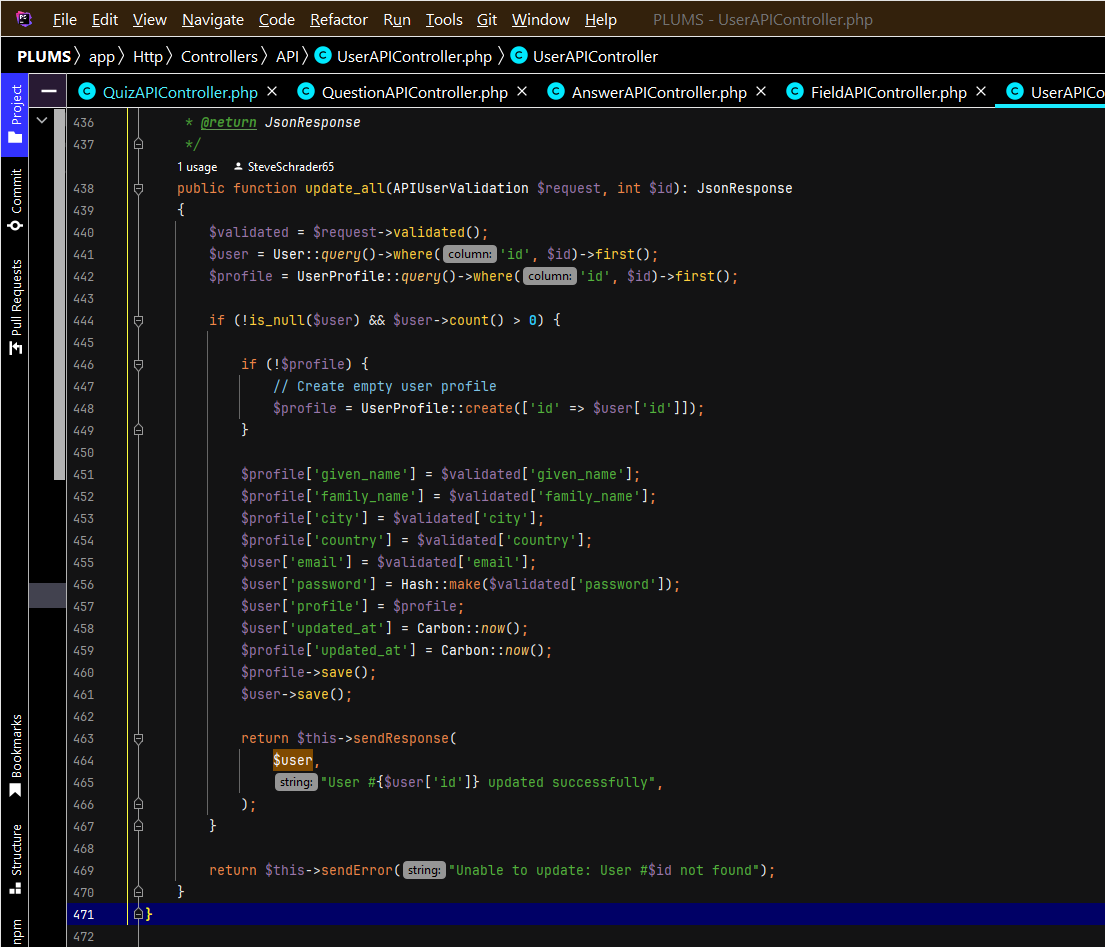 PC File Edit View Navigate Code Refactor Run Tools Git Window Help PLUMS - UserAPIController.php
PLUMS app Http Controllers API C UserAPIController.php C UserAPIController
Project
Commit
Pull Requests
Bookmarks
Structure
npm
C QuizAPIController.php C QuestionAPIController.php C AnswerAPIController.php C FieldAPIController.php C UserAPICo
436 * @return JsonResponse
437 */
1 usage SteveSchrader65
438 public function update_all(APIUserValidation $request, int $id): JsonResponse
439 {
440 $validated = $request->validated();
441 $user = User::query()->where( column: 'id', $id)->first();
442 $profile = UserProfile::query()->where( column: 'id', $id)->first();
443
444 if (!is_null($user) && $user->count() > 0) {
445
446 if (!$profile) {
447 // Create empty user profile
448 $profile = UserProfile::create(['id' => $user['id']]);
449 }
450
451 $profile['given_name'] = $validated['given_name'];
452 $profile['family_name'] = $validated['family_name'];
453 $profile['city'] = $validated['city'];
454 $profile['country'] = $validated['country'];
455 $user['email'] = $validated['email'];
456 $user['password'] = Hash::make($validated['password']);
457 $user['profile'] = $profile;
458 $user['updated_at'] = Carbon::now();
459 $profile['updated_at'] = Carbon::now();
460 $profile->save();
461 $user->save();
462
463 return $this->sendResponse(
464 $user,
465 string: "User #{$user['id']} updated successfully",
466 );
467 }
468
469 return $this->sendError( string: "Unable to update: User #$id not found");
470 }
471 }
472